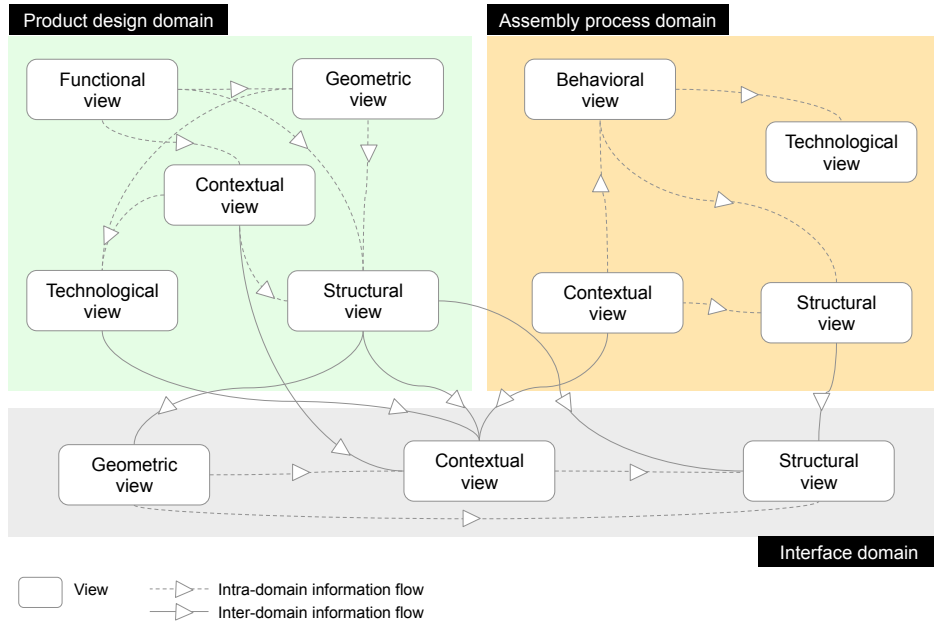 Product design domain
Assembly process domain
Functional
view
Geometric
view
Behavioral
view
Technological
view
Contextual
view
Technological
view
Structural
view
Contextual
view
Structural
view
Geometric
view
Contextual
view
Structural
view
Interface domain
View
Intra-domain information flow
Inter-domain information flow